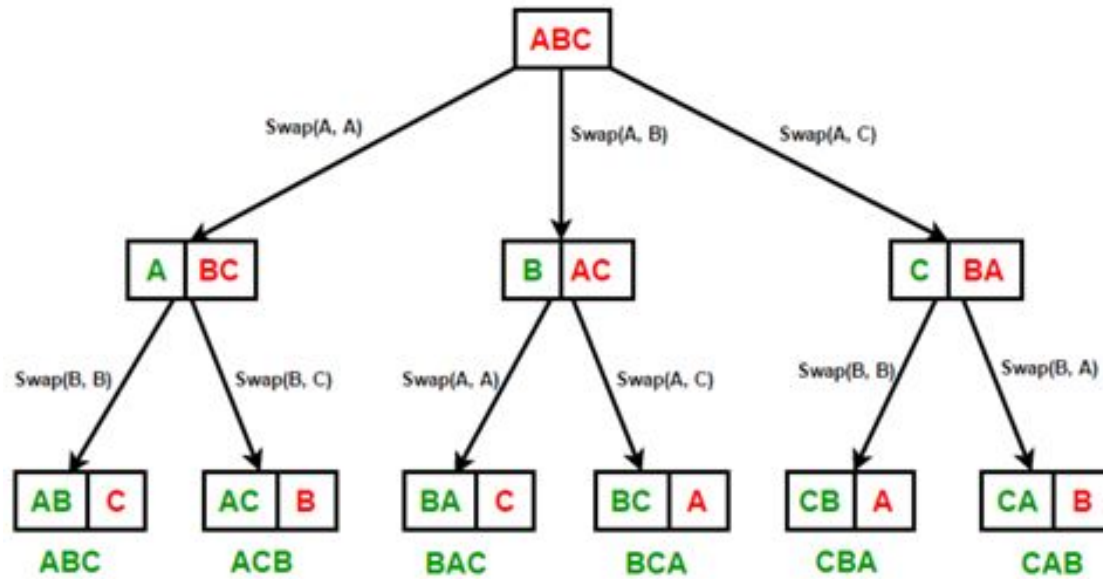 ABC
Swap(A, A)
Swap(A, B)
Swap(A, C)
A BC
B AC
C BA
Swap(B, B)
Swap(B, C)
Swap(A, A)
Swap(A, C)
Swap(B, B)
Swap(B, A)
AB C
AC B
BA C
BC A
CB A
CA B
ABC
ACB
BAC
BCA
CBA
CAB